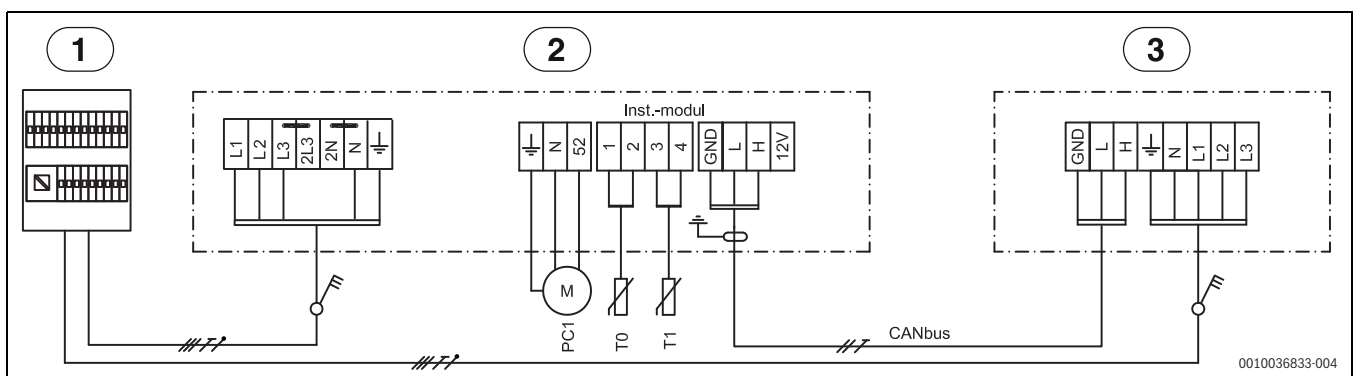 1
2
3
Inst.-modul
L1 L2 L3 2L3 2N N
N 52
1 2 3 4
GND L H 12V
GND L H N L1 L2 L3
M
PC1
T0
T1
CANbus
0010036833-004